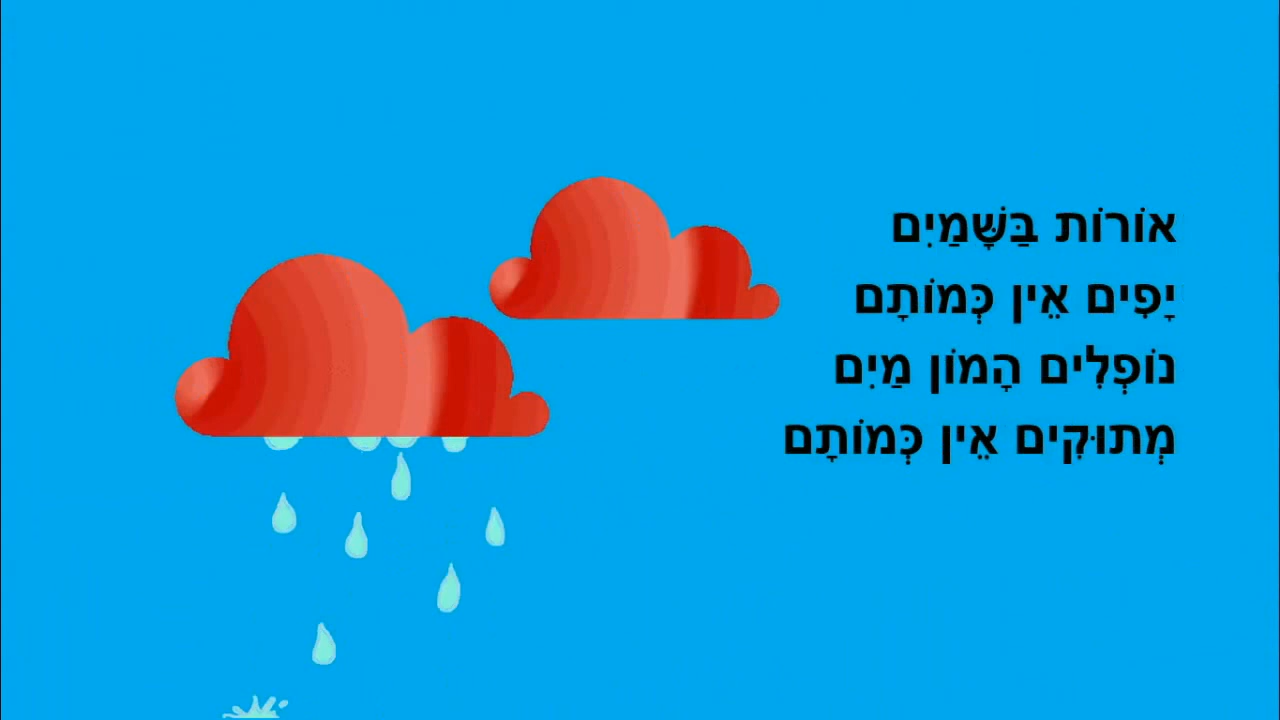 אוֹרוֹת בַּשָּׁמַיִם
יָפִים אֵין כְּמוֹתָם
נוֹפְלִים הָמוֹן מַיִם
מְתוּקִים אֵין כְּמוֹתָם